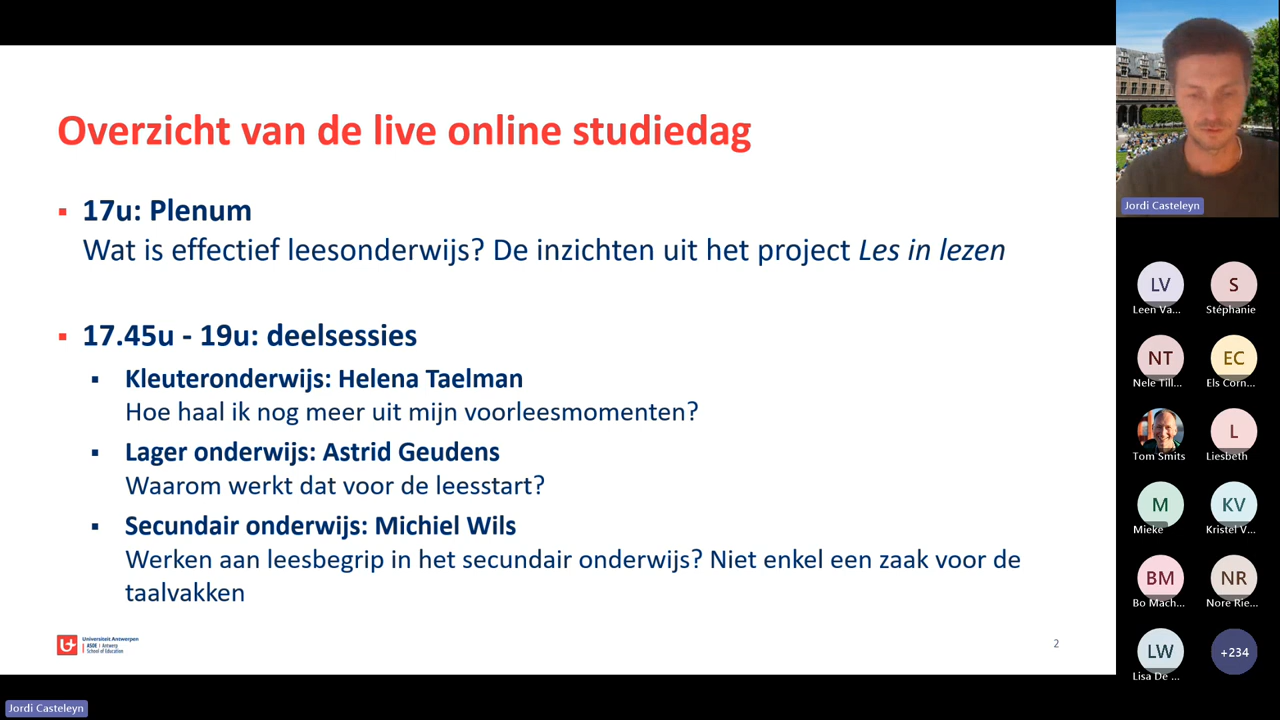 Overzicht van de live online studiedag
17u: Plenum
Wat is effectief leesonderwijs? De inzichten uit het project Les in lezen
17.45u - 19u: deelsessies
Kleuteronderwijs: Helena Taelman
Hoe haal ik nog meer uit mijn voorleesmomenten?
Lager onderwijs: Astrid Geudens
Waarom werkt dat voor de leesstart?
Secundair onderwijs: Michiel Wils
Werken aan leesbegrip in het secundair onderwijs? Niet enkel een zaak voor de
taalvakken
Universiteit Antwerpen
ASOE | Antwerp
School of Education
2
Jordi Casteleyn
Jordi Casteleyn
LV
Leen Va...
S
Stéphanie
NT
Nele Till...
EC
Els Corn...
Tom Smits
L
Liesbeth
M
Mieke
KV
Kristel V...
BM
Bo Mach...
NR
Nore Rie...
LW
Lisa De ...
+234